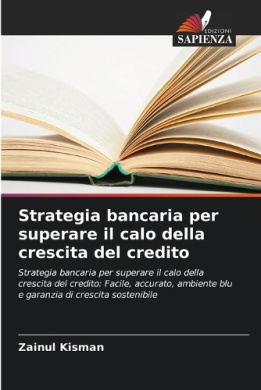 EDIZIONI
SAPIENZA
Strategia bancaria per
superare il calo della
crescita del credito
Strategia bancaria per superare il calo della
crescita del credito: Facile, accurato, ambiente blu
e garanzia di crescita sostenibile
Zainul Kisman